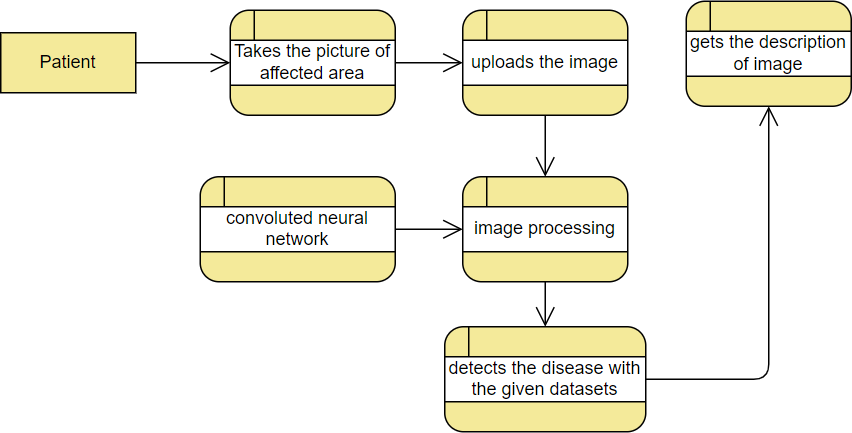 Patient
Takes the picture of
affected area
uploads the image
gets the description
of image
convoluted neural
network
image processing
detects the disease with
the given datasets